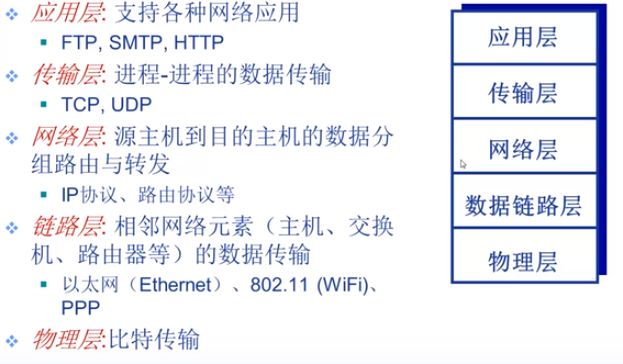 应用层: 支持各种网络应用
FTP, SMTP, HTTP
传输层: 进程-进程的数据传输
TCP, UDP
网络层: 源主机到目的主机的数据分
组路由与转发
IP协议、路由协议等
链路层: 相邻网络元素（主机、交换
机、路由器等）的数据传输
以太网（Ethernet）、802.11 (WiFi)、
PPP
物理层:比特传输
应用层
传输层
网络层
数据链路层
物理层